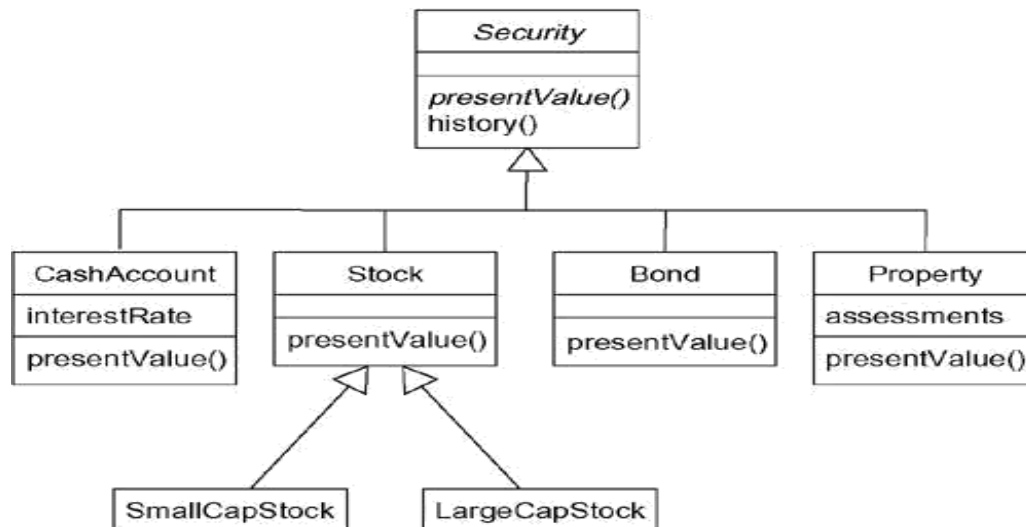 Security
presentValue()
history()
CashAccount
interestRate
presentValue()
Stock
presentValue()
Bond
presentValue()
Property
assessments
presentValue()
SmallCapStock
LargeCapStock